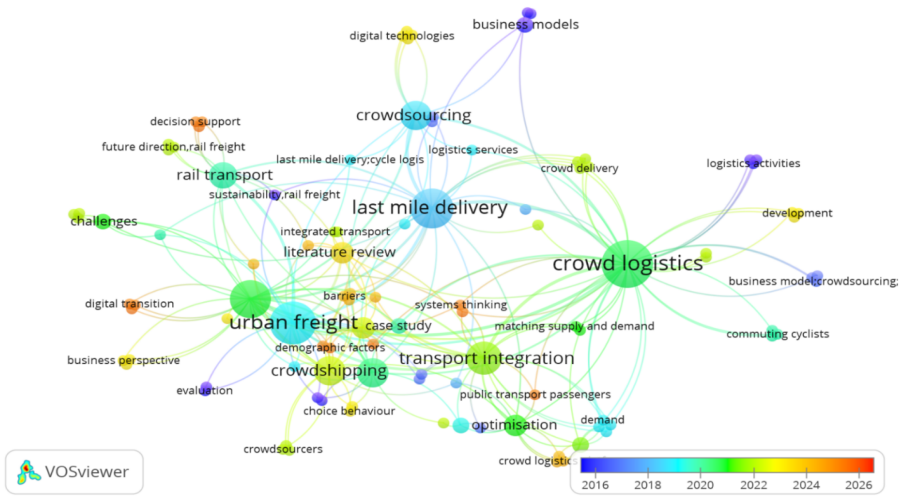 business models
digital technologies
crowdsourcing
decision support
future direction,rail freight
last mile delivery;cycle logis
logistics services
crowd delivery
logistics activities
rail transport
sustainability,rail freight
last mile delivery
challenges
development
integrated transport
literature review
crowd logistics
business model;crowdsourcing;
barriers
digital transition
systems thinking
urban freight
case study
matching supply and demand
commuting cyclists
demographic factors
business perspective
transport integration
crowdshipping
evaluation
public transport passengers
choice behaviour
optimisation
demand
crowdsourcers
crowd logistics
VOSviewer
2016 2018 2020 2022 2024 2026